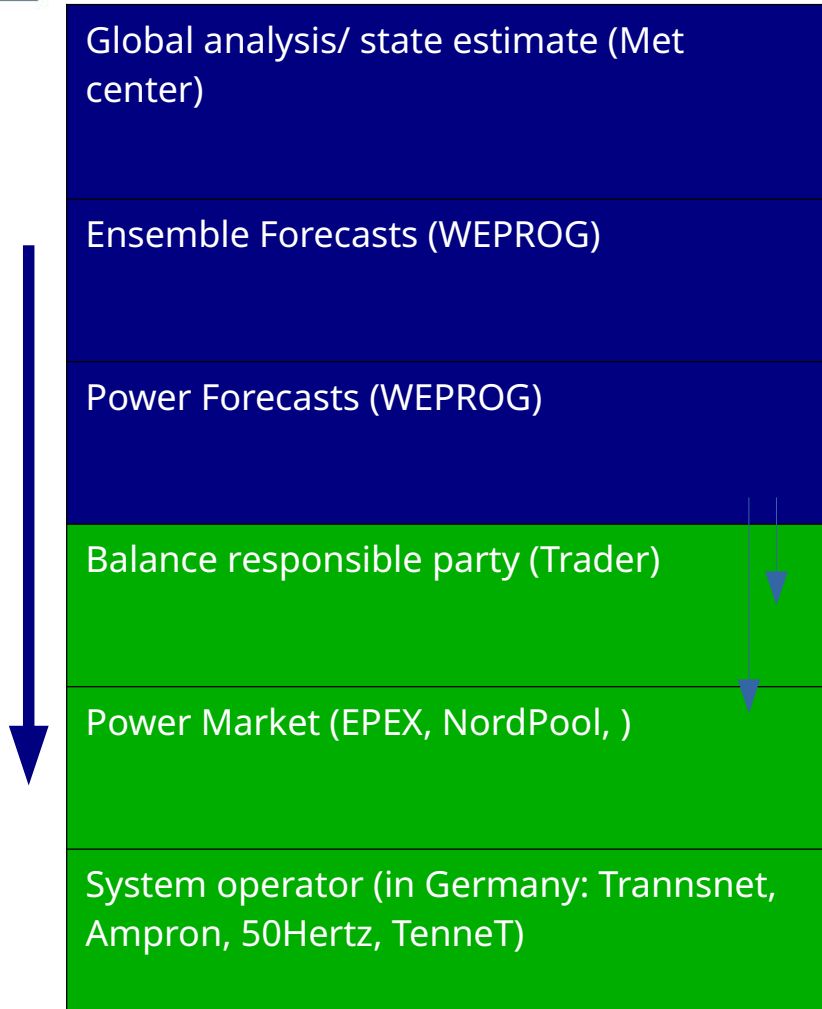 Global analysis/ state estimate (Met
center)
Ensemble Forecasts (WEPROG)
Power Forecasts (WEPROG)
Balance responsible party (Trader)
Power Market (EPEX, NordPool, )
System operator (in Germany: Trannsnet,
Ampron, 50Hertz, TenneT)